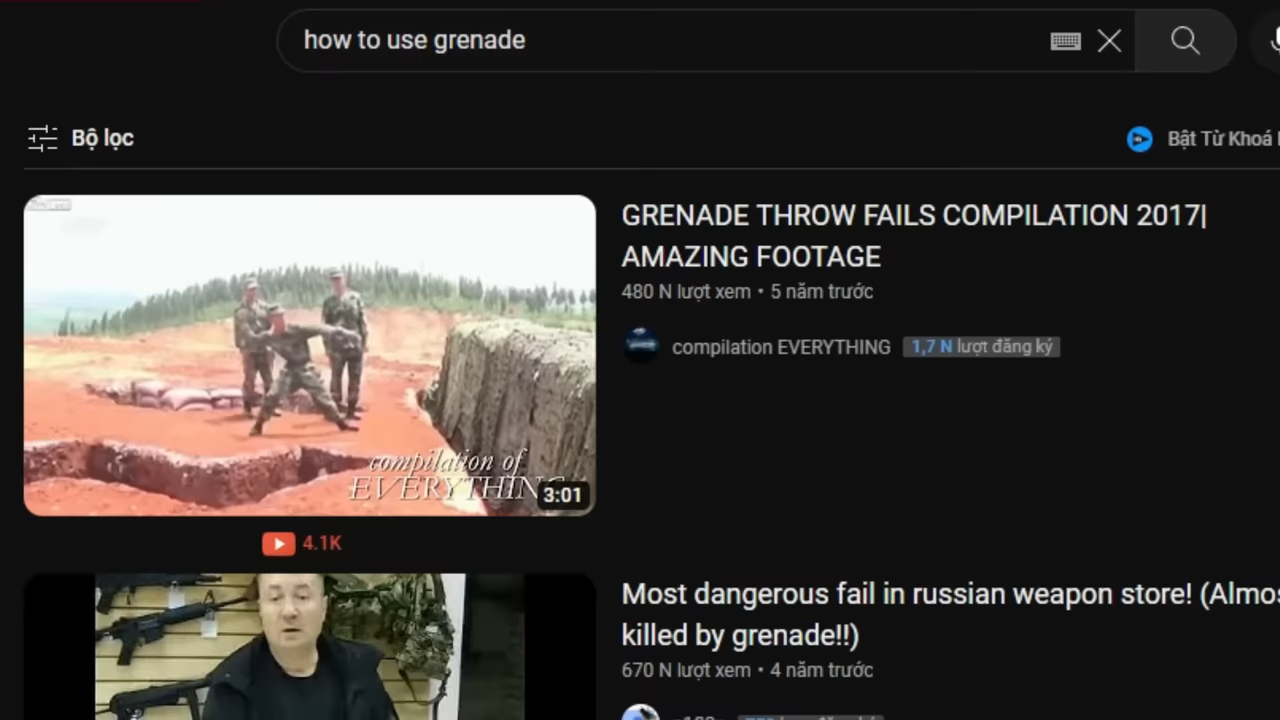 how to use grenade
Bộ lọc
Bật Từ Khoá
GRENADE THROW FAILS COMPILATION 2017|
AMAZING FOOTAGE
480 N lượt xem • 5 năm trước
compilation EVERYTHING 1,7 N lượt đăng ký
compilation of
EVERYTHING
3:01
4.1K
Most dangerous fail in russian weapon store! (Almos
killed by grenade!!)
670 N lượt xem • 4 năm trước